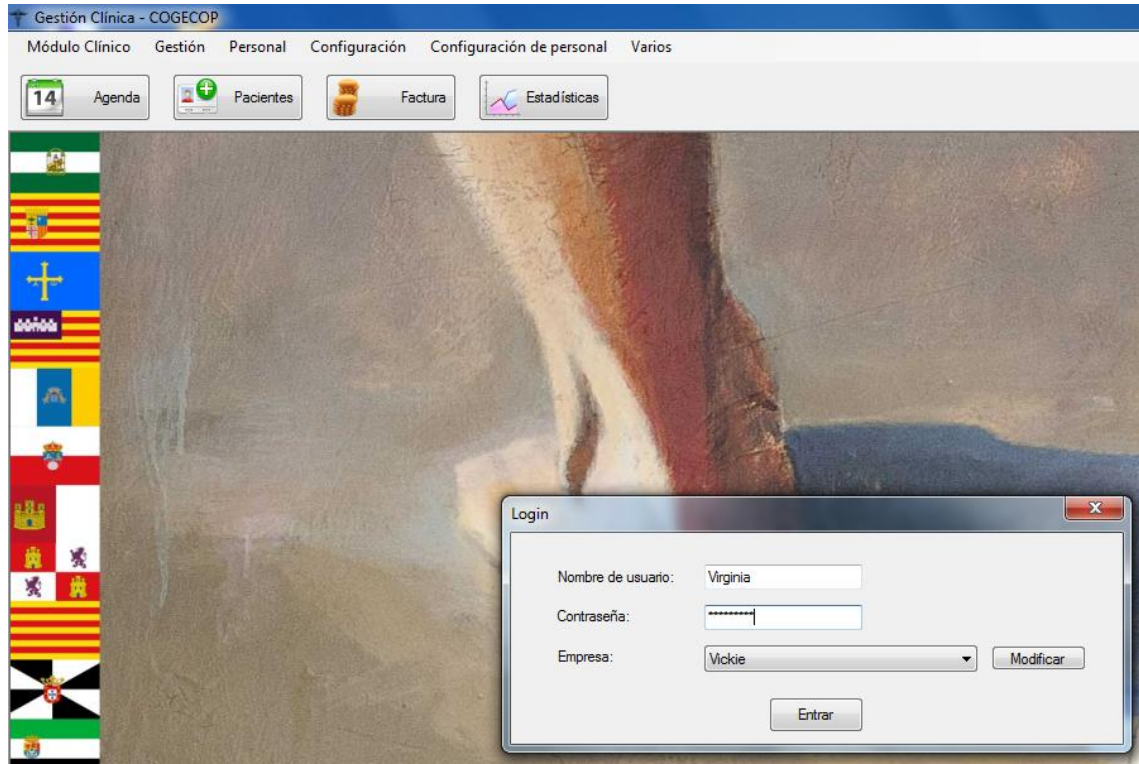 Gestión Clínica - COGECOP
Módulo Clínico Gestión Personal Configuración Configuración de personal Varios
14 Agenda Pacientes Factura Estadísticas
Login
Nombre de usuario: Virginia
Contraseña: *********
Empresa: Vickie Modificar
Entrar